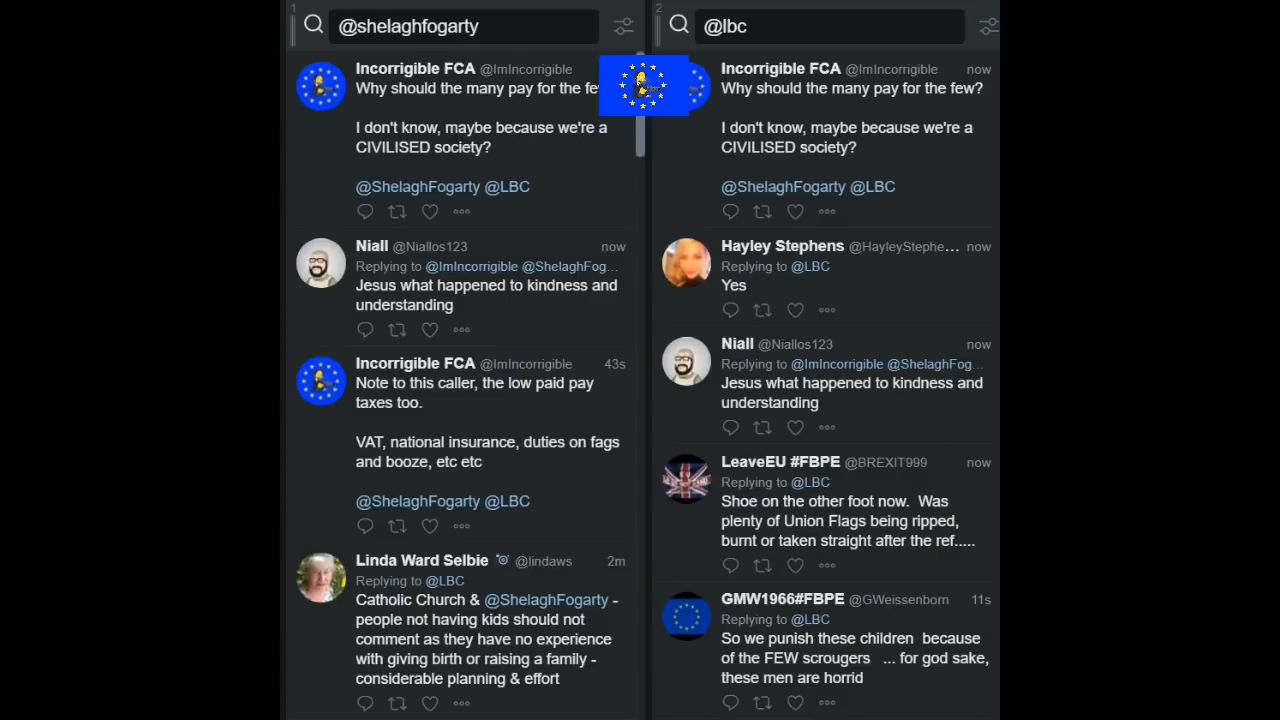 1
@shelaghfogarty
Incorrigible FCA @ImIncorrigible
Why should the many pay for the
I don't know, maybe because we're a
CIVILISED society?
@ShelaghFogarty @LBC
Niall @Niallos123 now
Replying to @ImIncorrigible @ShelaghFog...
Jesus what happened to kindness and
understanding
Incorrigible FCA @ImIncorrigible 43s
Note to this caller, the low paid pay
taxes too.
VAT, national insurance, duties on fags
and booze, etc etc
@ShelaghFogarty @LBC
Linda Ward Selbie @lindaws 2m
Replying to @LBC
Catholic Church & @ShelaghFogarty -
people not having kids should not
comment as they have no experience
with giving birth or raising a family -
considerable planning & effort
2
@lbc
Incorrigible FCA @ImIncorrigible now
Why should the many pay for the few?
I don't know, maybe because we're a
CIVILISED society?
@ShelaghFogarty @LBC
Hayley Stephens @HayleyStephe... now
Replying to @LBC
Yes
Niall @Niallos123 now
Replying to @ImIncorrigible @ShelaghFog...
Jesus what happened to kindness and
understanding
LeaveEU #FBPE @BREXIT999 now
Replying to @LBC
Shoe on the other foot now. Was
plenty of Union Flags being ripped,
burnt or taken straight after the ref.....
GMW1966#FBPE @GWeissenborn 11s
Replying to @LBC
So we punish these children because
of the FEW scrougers ... for god sake,
these men are horrid